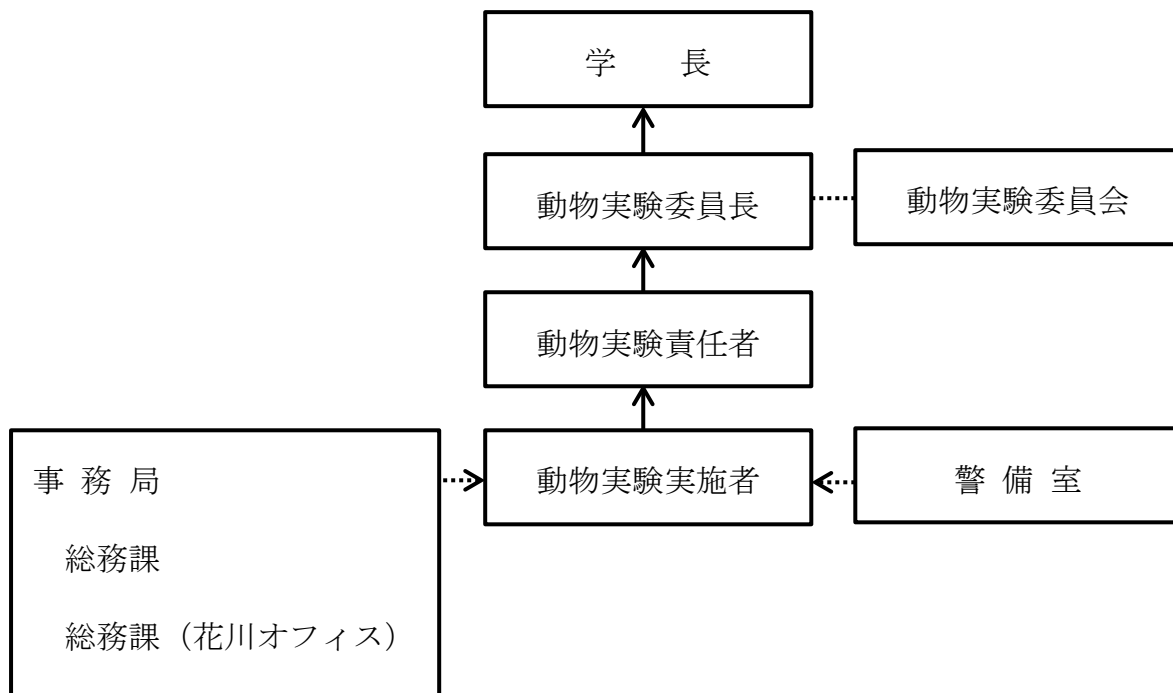 学　　長
動物実験委員長
動物実験委員会
動物実験責任者
動物実験実施者
事 務 局
総務課
総務課（花川オフィス）
警 備 室